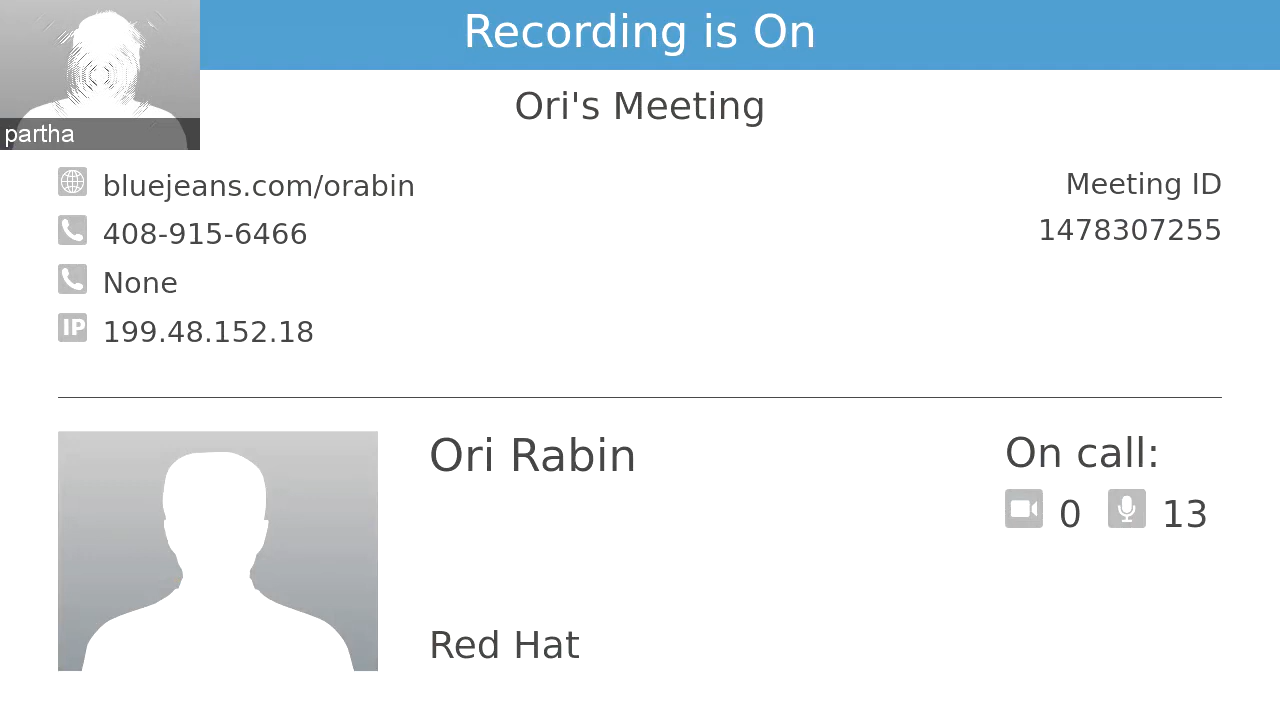 Recording is On
partha
Ori's Meeting
bluejeans.com/orabin
408-915-6466
None
IP 199.48.152.18
Meeting ID
1478307255
Ori Rabin
Red Hat
On call:
0 13